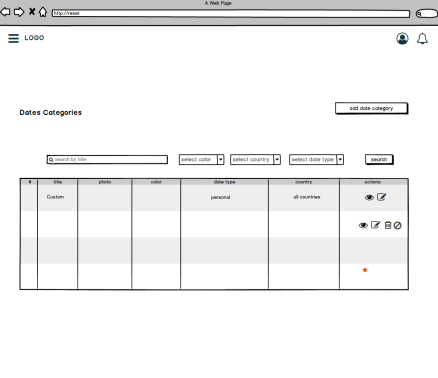 A Web Page
http://reset
LOGO
add date category
Dates Categories
search by title
select color
select country
select date type
search
# title photo color date type country actions
Custom personal all countries